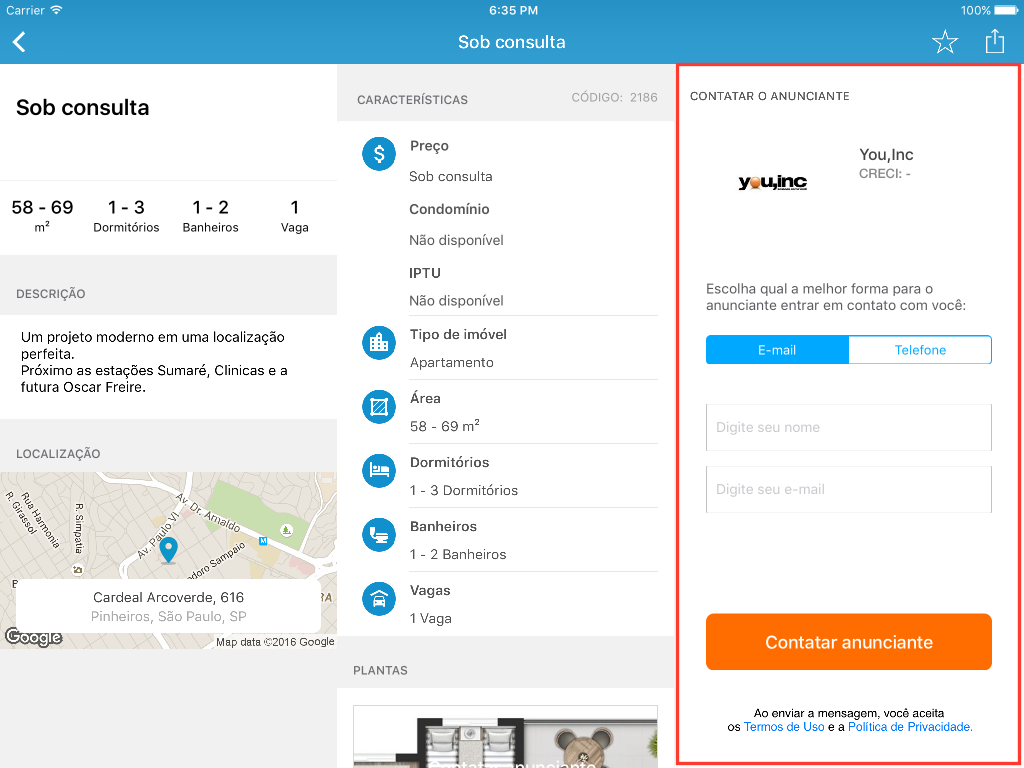 Carrier
6:35 PM
100%
Sob consulta
Sob consulta
58 - 69
m²
1 - 3
Dormitórios
1 - 2
Banheiros
1
Vaga
DESCRIÇÃO
Um projeto moderno em uma localização
perfeita.
Próximo as estações Sumaré, Clinicas e a
futura Oscar Freire.
LOCALIZAÇÃO
R. Girassol
Rua Harmonia
R. Simpatia
Av. Paulo VI
Av. Dr. Arnaldo
M
odoro Sampaio
Cardeal Arcoverde, 616
Pinheiros, São Paulo, SP
Google
Map data ©2016 Google
CARACTERÍSTICAS
CÓDIGO: 2186
$
Preço
Sob consulta
Condomínio
Não disponível
IPTU
Não disponível
Tipo de imóvel
Apartamento
Área
58 - 69 m²
Dormitórios
1 - 3 Dormitórios
Banheiros
1 - 2 Banheiros
Vagas
1 Vaga
PLANTAS
Contatar anunciante
CONTATAR O ANUNCIANTE
you,inc
You,Inc
CRECI: -
Escolha qual a melhor forma para o
anunciante entrar em contato com você:
E-mail
Telefone
Digite seu nome
Digite seu e-mail
Contatar anunciante
Ao enviar a mensagem, você aceita
os Termos de Uso e a Política de Privacidade.